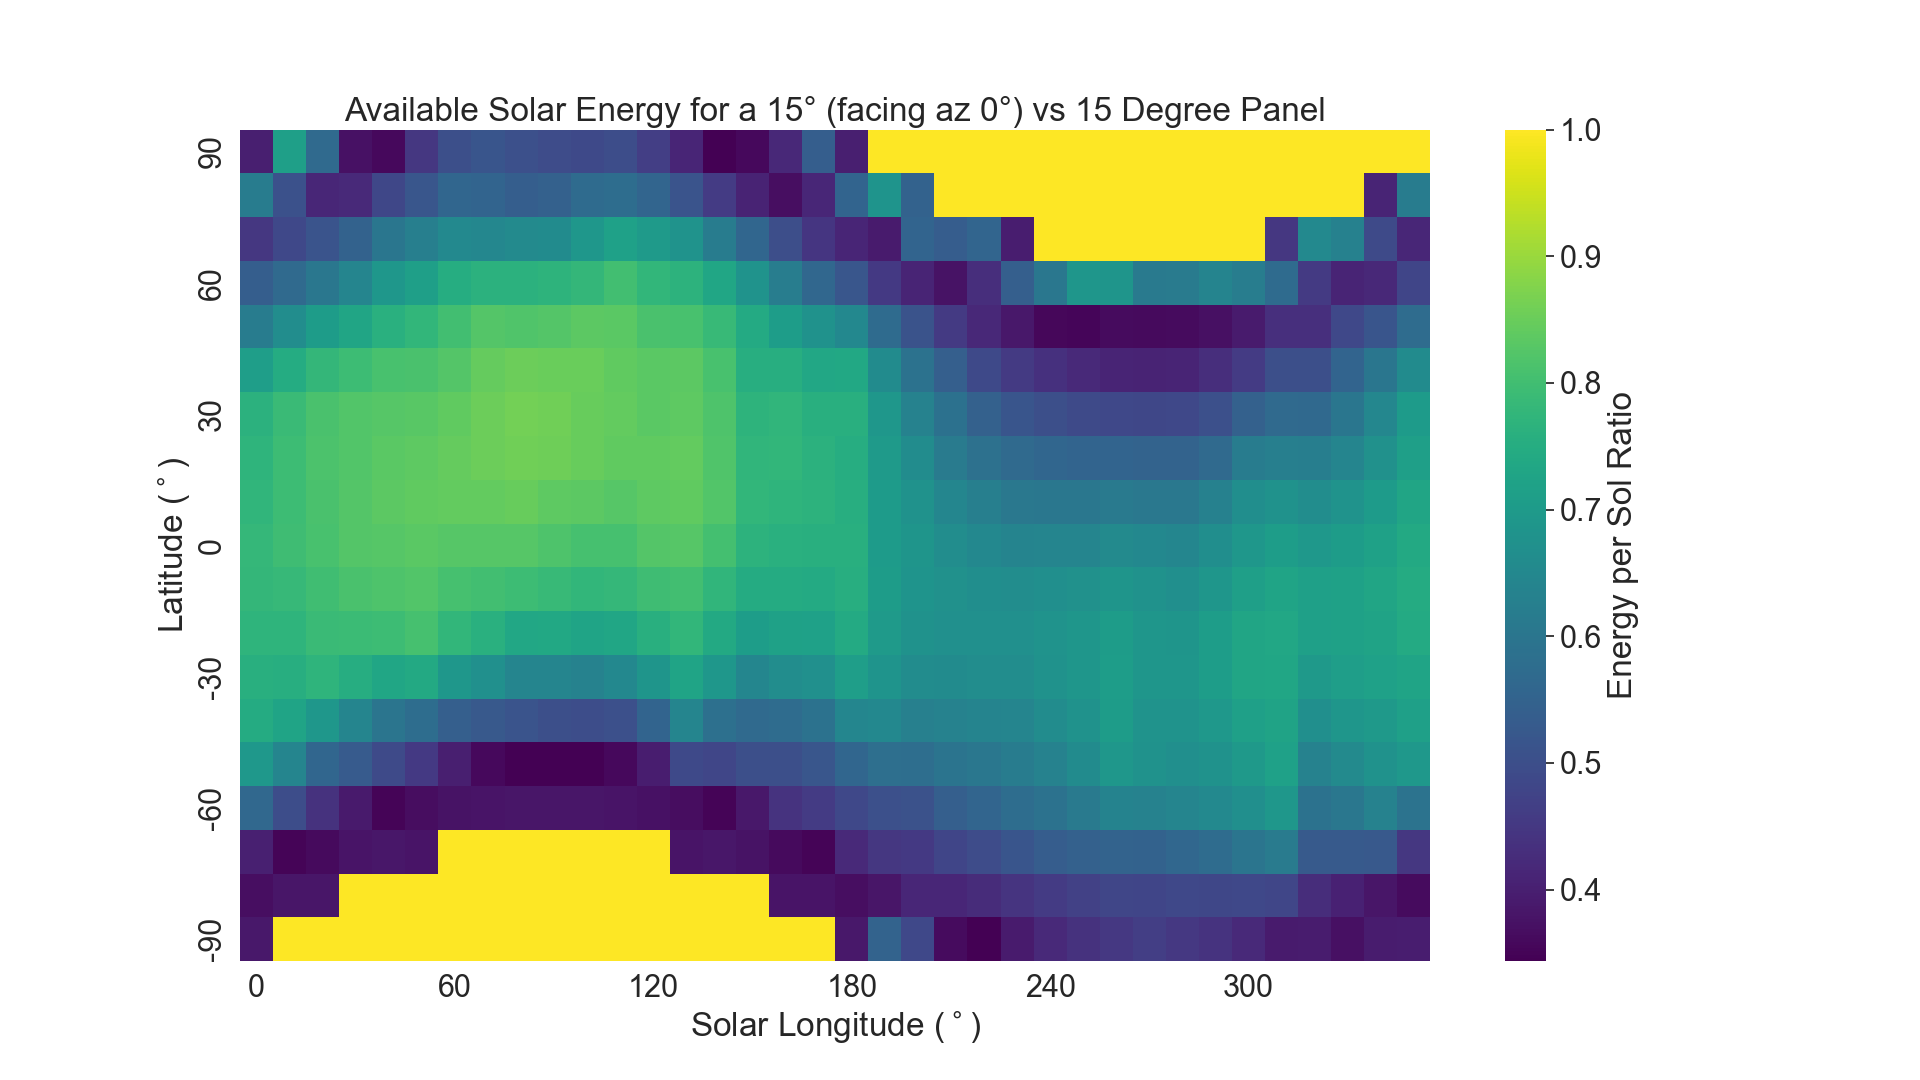 Available Solar Energy for a 15° (facing az 0°) vs 15 Degree Panel
90
60
30
0
-30
-60
-90
Latitude (°)
0 60 120 180 240 300
Solar Longitude (°)
1.0
0.9
0.8
0.7
0.6
0.5
0.4
Energy per Sol Ratio